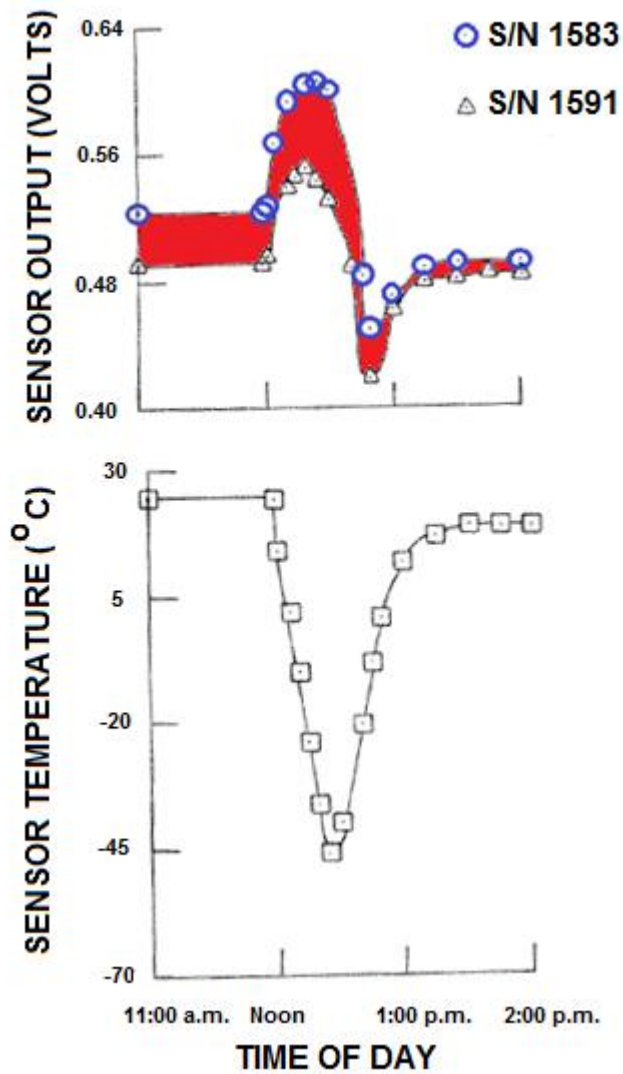 SENSOR OUTPUT (VOLTS)
0.64
0.56
0.48
0.40
S/N 1583
S/N 1591
SENSOR TEMPERATURE (°C)
30
5
-20
-45
-70
11:00 a.m. Noon 1:00 p.m. 2:00 p.m.
TIME OF DAY